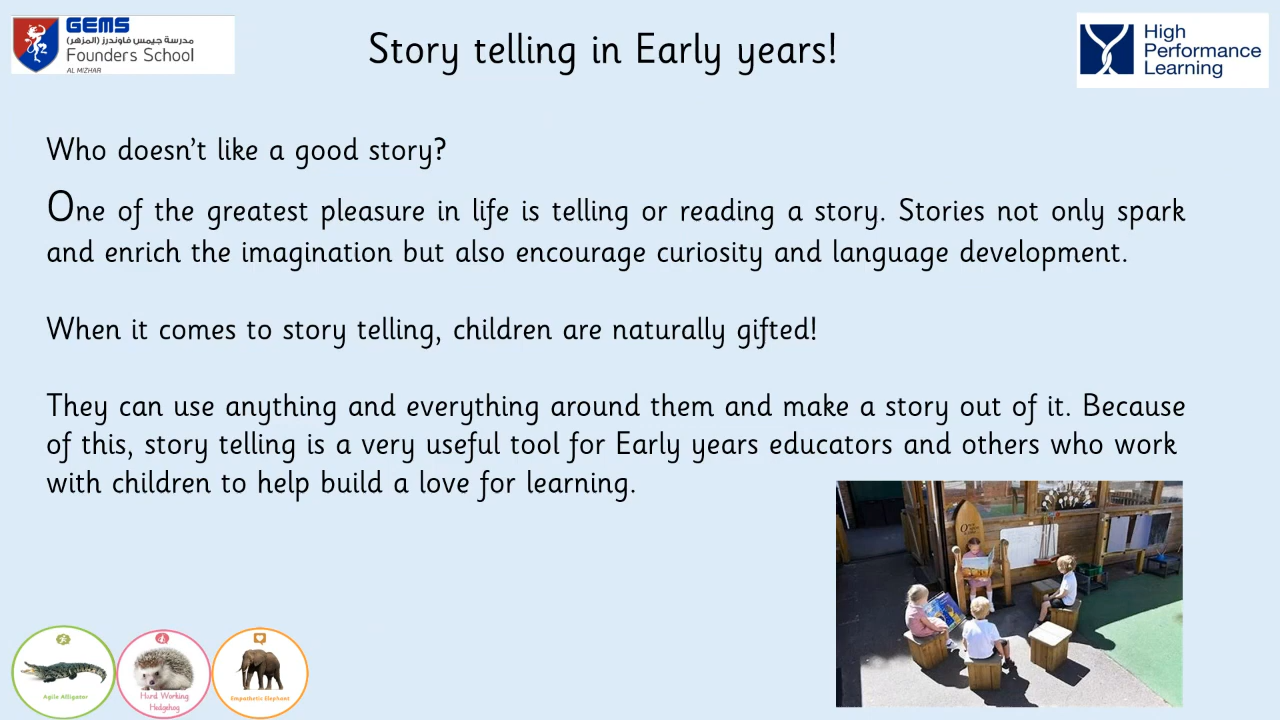 GEMS
مدرسة جيمس فاوندرز (المزهر)
Founders School
AL MIZHAR
Story telling in Early years!
High
Performance
Learning
Who doesn't like a good story?
One of the greatest pleasure in life is telling or reading a story. Stories not only spark
and enrich the imagination but also encourage curiosity and language development.
When it comes to story telling, children are naturally gifted!
They can use anything and everything around them and make a story out of it. Because
of this, story telling is a very useful tool for Early years educators and others who work
with children to help build a love for learning.
Agile Alligator
Hard Working
Hedgehog
Empathetic Elephant